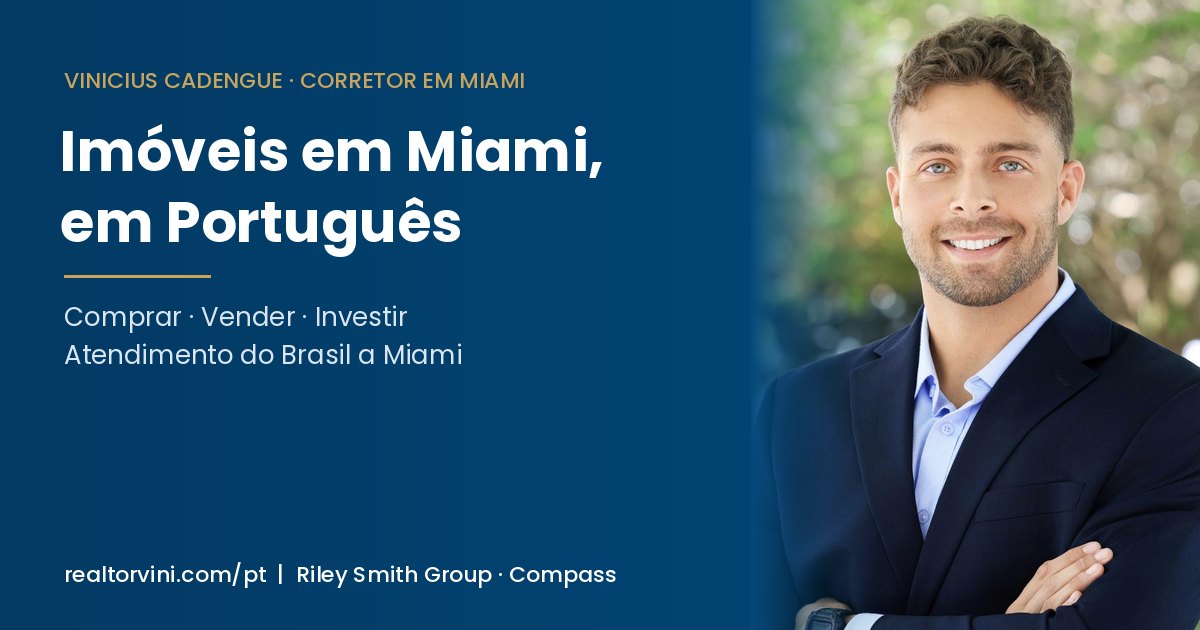 VINICIUS CADENGUE · CORRETOR EM MIAMI
Imóveis em Miami,
em Português
Comprar · Vender · Investir
Atendimento do Brasil a Miami
realtorvini.com/pt | Riley Smith Group · Compass